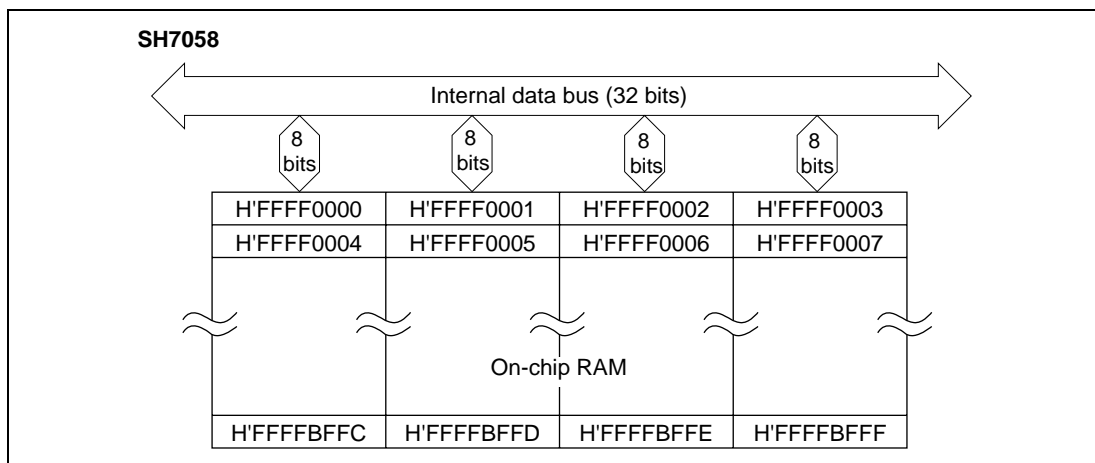 SH7058
Internal data bus (32 bits)
8 bits
8 bits
8 bits
8 bits
H'FFFF0000 H'FFFF0001 H'FFFF0002 H'FFFF0003
H'FFFF0004 H'FFFF0005 H'FFFF0006 H'FFFF0007
On-chip RAM
H'FFFFBFFC H'FFFFBFFD H'FFFFBFFE H'FFFFBFFF